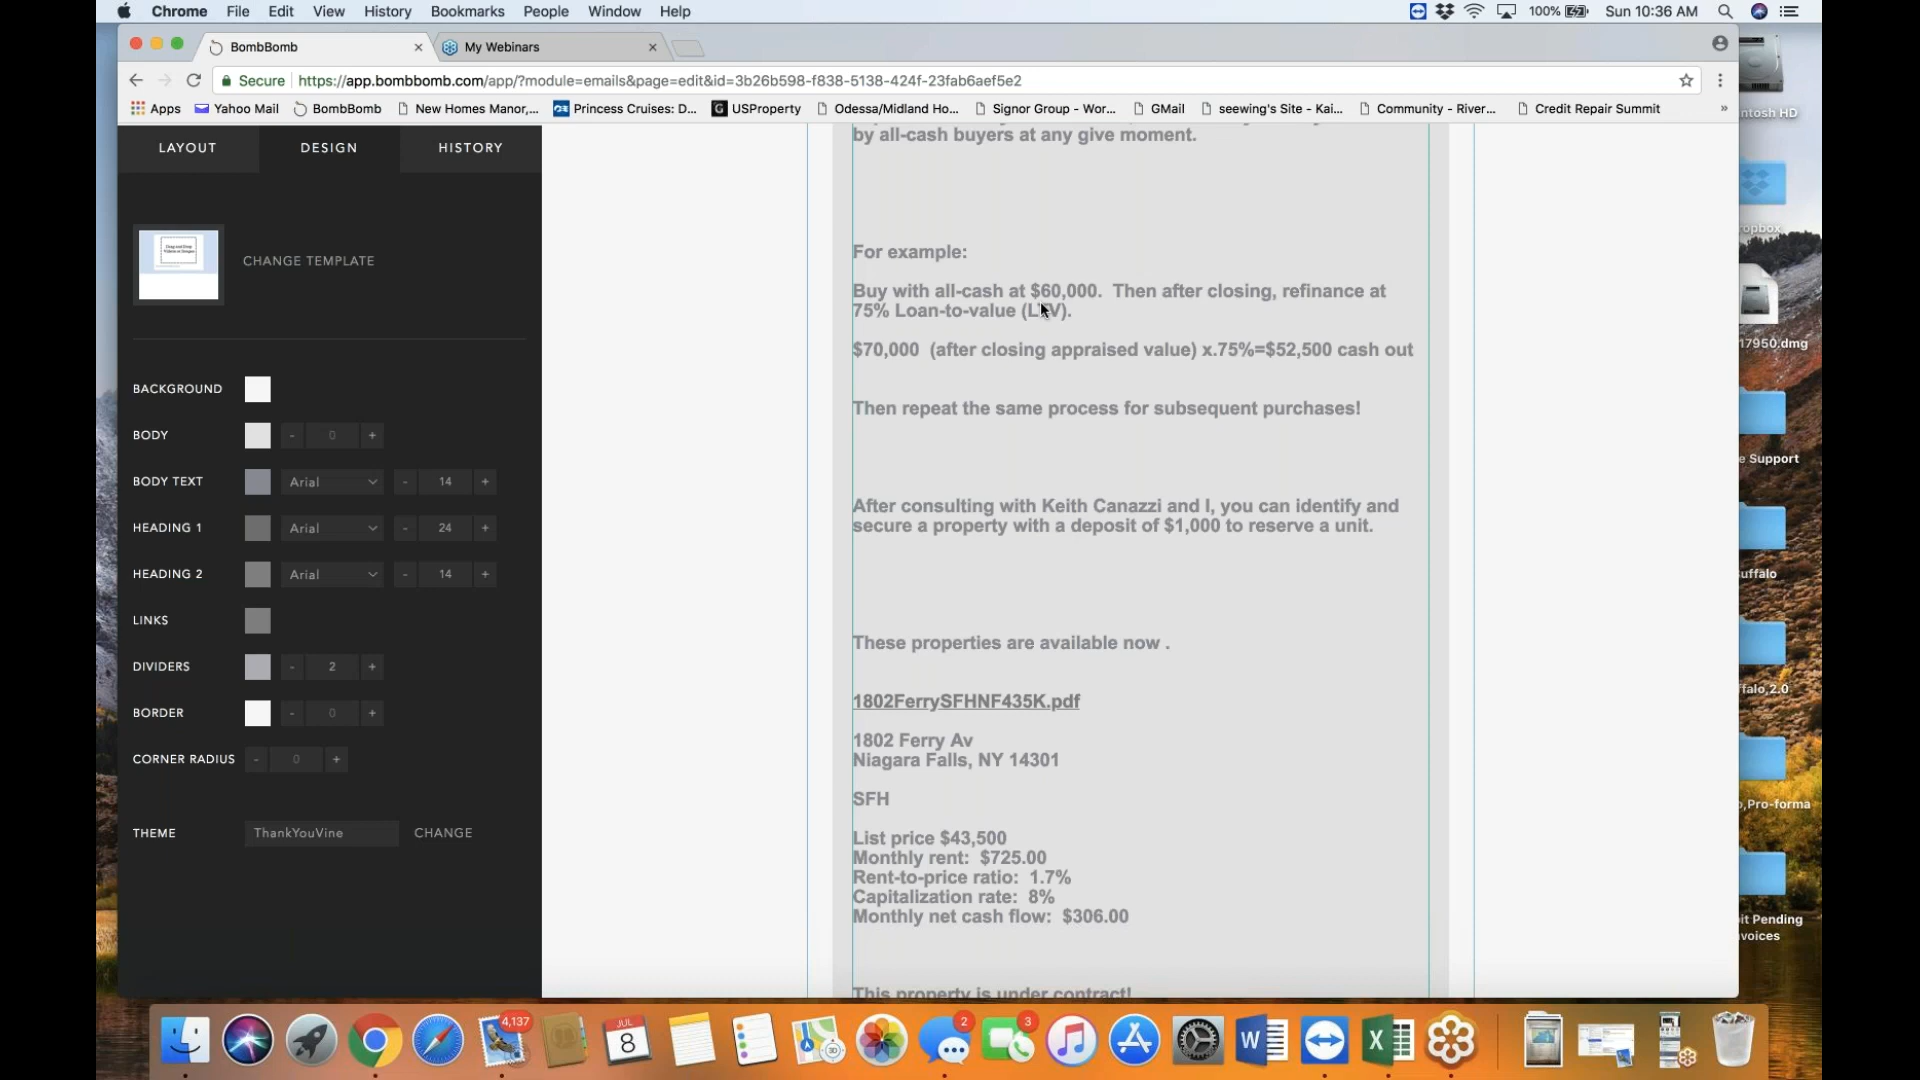 Chrome File Edit View History Bookmarks People Window Help
100% Sun 10:36 AM
BombBomb
My Webinars
Secure https://app.bombbomb.com/app/?module=emails&page=edit&id=3b26b598-f838-5138-424f-23fab6aef5e2
Apps Yahoo Mail BombBomb New Homes Manor,... Princess Cruises: D... USProperty Odessa/Midland Ho... Signor Group - Wor... GMail seewing's Site - Kai... Community - River... Credit Repair Summit »
LAYOUT DESIGN HISTORY
CHANGE TEMPLATE
BACKGROUND
BODY - 0 +
BODY TEXT Arial - 14 +
HEADING 1 Arial - 24 +
HEADING 2 Arial - 14 +
LINKS
DIVIDERS - 2 +
BORDER - 0 +
CORNER RADIUS - 0 +
THEME ThankYouVine CHANGE
by all-cash buyers at any give moment.
For example:
Buy with all-cash at $60,000. Then after closing, refinance at
75% Loan-to-value (LTV).
$70,000 (after closing appraised value) x.75%=$52,500 cash out
Then repeat the same process for subsequent purchases!
After consulting with Keith Canazzi and I, you can identify and
secure a property with a deposit of $1,000 to reserve a unit.
These properties are available now .
1802FerrySFHNF435K.pdf
1802 Ferry Av
Niagara Falls, NY 14301
SFH
List price $43,500
Monthly rent: $725.00
Rent-to-price ratio: 1.7%
Capitalization rate: 8%
Monthly net cash flow: $306.00
This property is under contract!
intosh HD
ropbox
17950.dmg
e Support
uffalo
falo,2.0
o,Pro-forma
it Pending
nvoices
4,137
JUL
8
3D
2
3